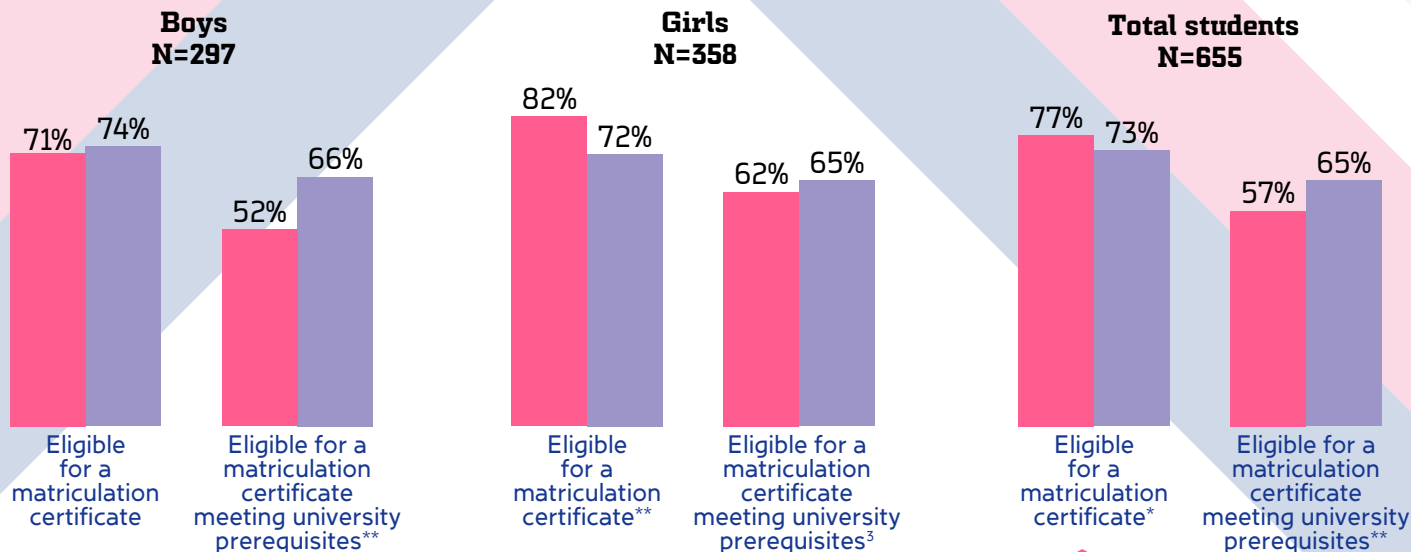 Boys
N=297
71%
74%
52%
66%
Eligible
for a
matriculation
certificate
Eligible for a
matriculation
certificate
meeting university
prerequisites**
Girls
N=358
82%
72%
62%
65%
Eligible
for a
matriculation
certificate**
Eligible for a
matriculation
certificate
meeting university
prerequisites³
Total students
N=655
77%
73%
57%
65%
Eligible
for a
matriculation
certificate*
Eligible for a
matriculation
certificate
meeting university
prerequisites**